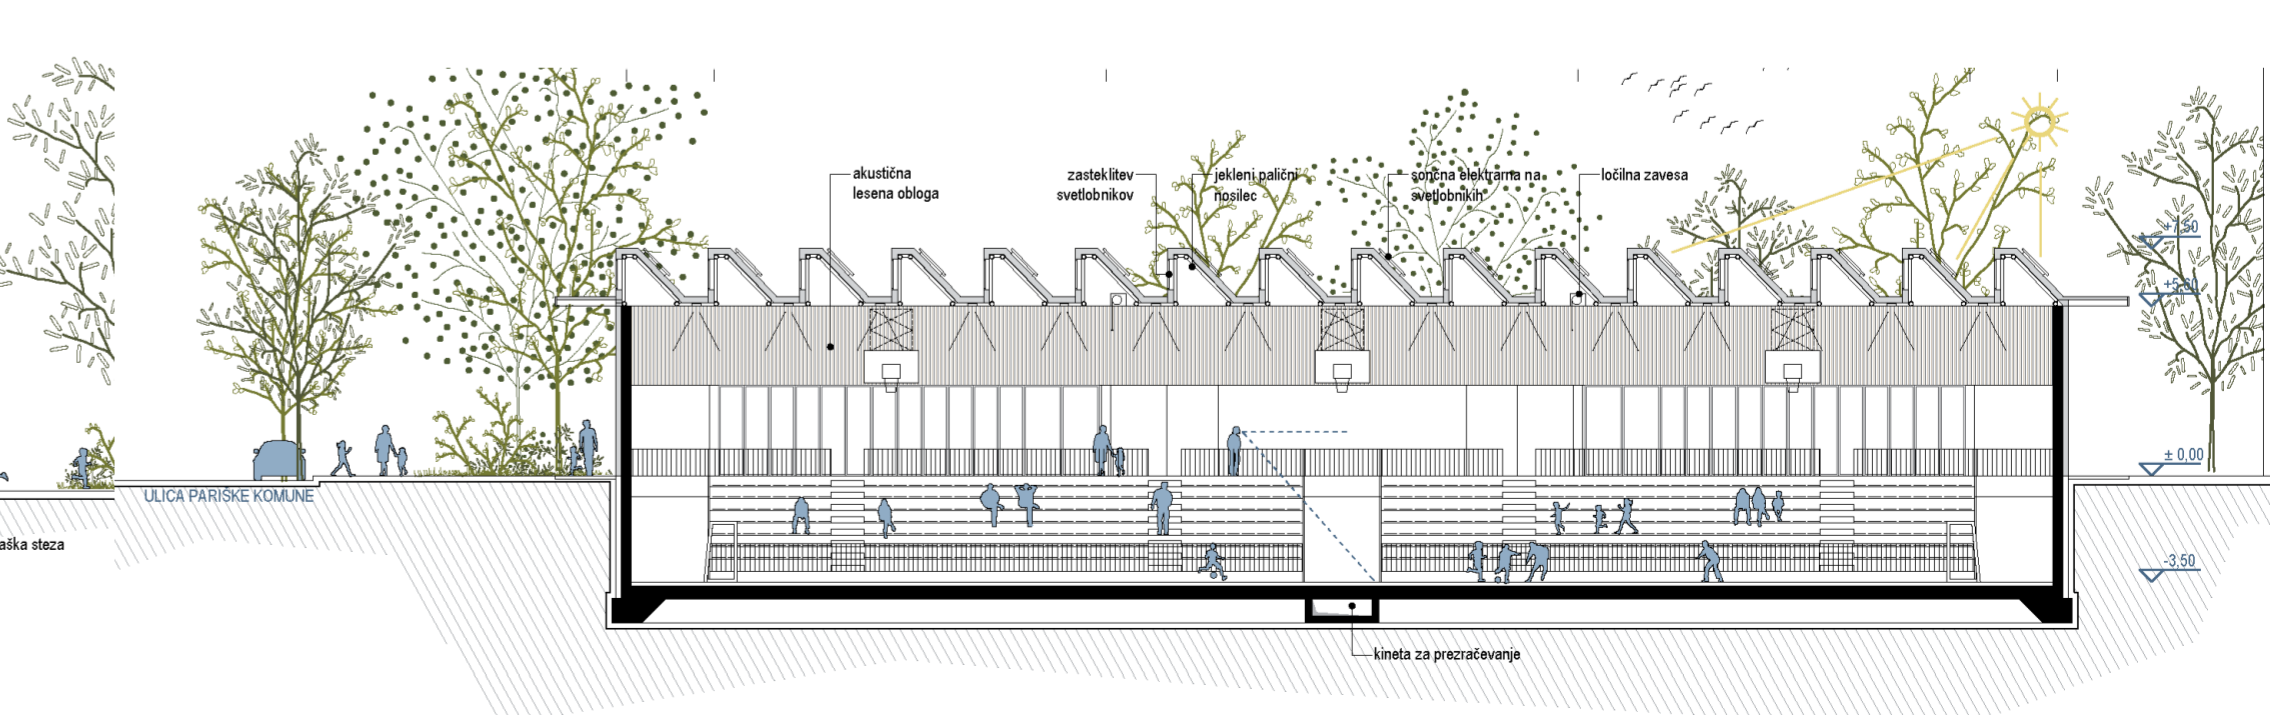 akustična
lesena obloga
zasteklitev
svetlobnikov
jekleni palični
nosilec
sončna elektrarna na
svetlobnikih
ločilna zavesa
+7,50
+5,60
± 0,00
ULICA PARIŠKE KOMUNE
aška steza
-3,50
kineta za prezračevanje